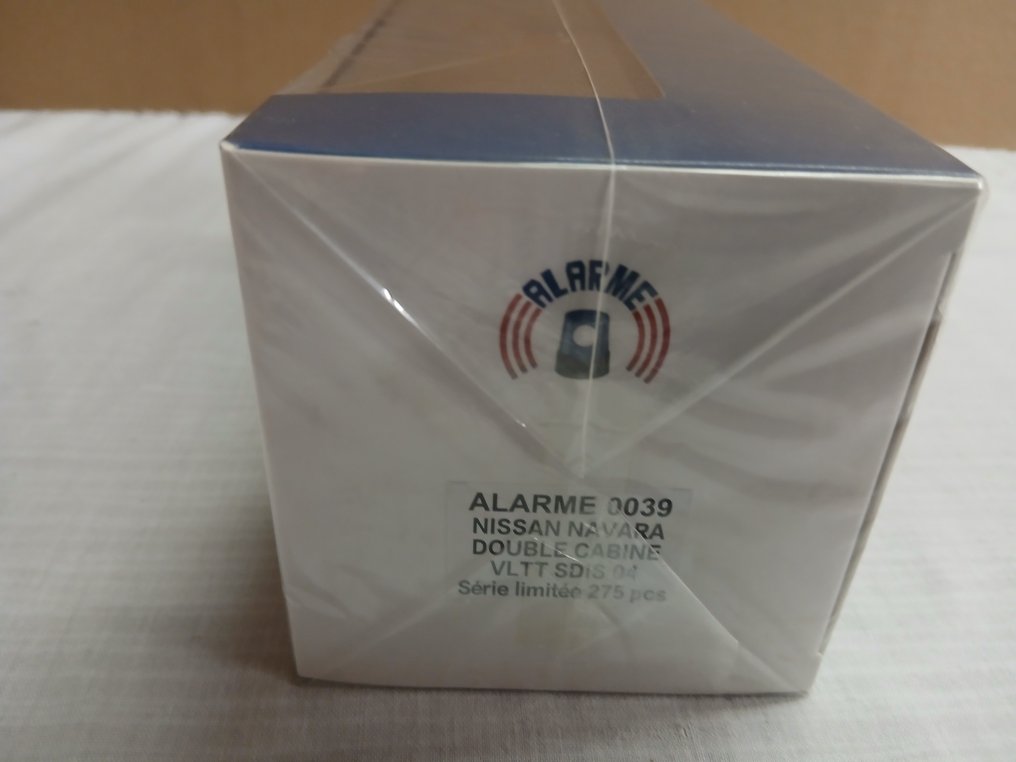 ALARME
ALARME 0039
NISSAN NAVARA
DOUBLE CABINE
VLTT SDIS 04
Série limitée 275 pcs